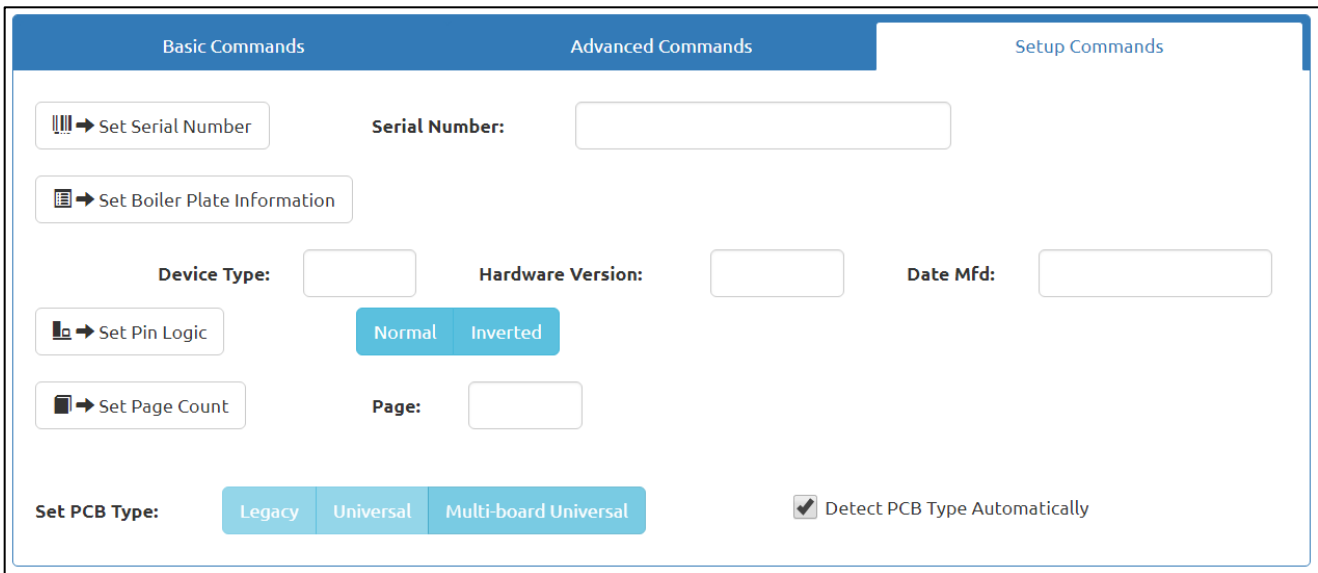 Basic Commands Advanced Commands Setup Commands
Set Serial Number Serial Number:
Set Boiler Plate Information
Device Type: Hardware Version: Date Mfd:
Set Pin Logic Normal Inverted
Set Page Count Page:
Set PCB Type: Legacy Universal Multi-board Universal Detect PCB Type Automatically